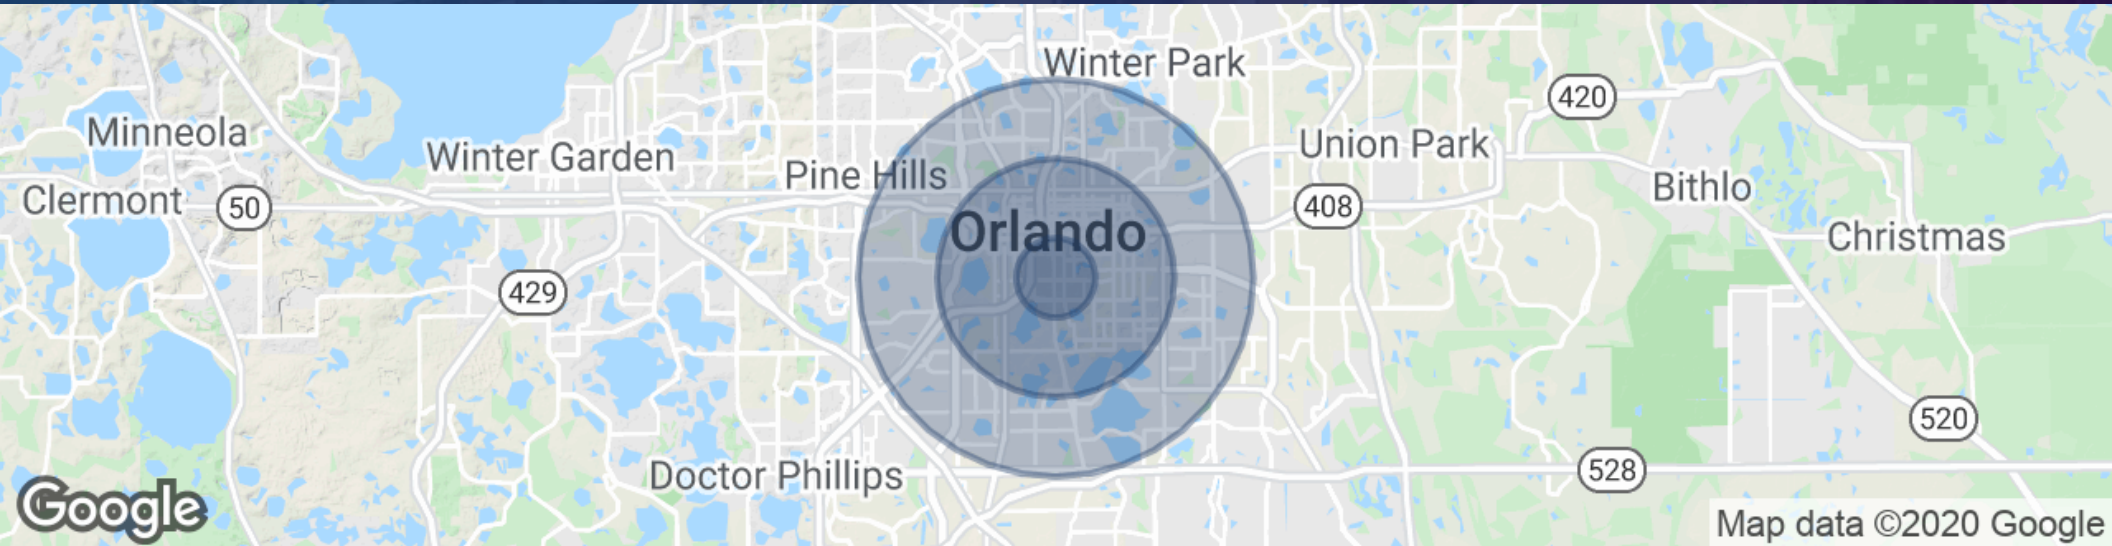 Winter Park
420
Minneola
Union Park
Winter Garden
Pine Hills
Bithlo
Clermont
50
408
Orlando
Christmas
429
520
Doctor Phillips
528
Google
Map data ©2020 Google